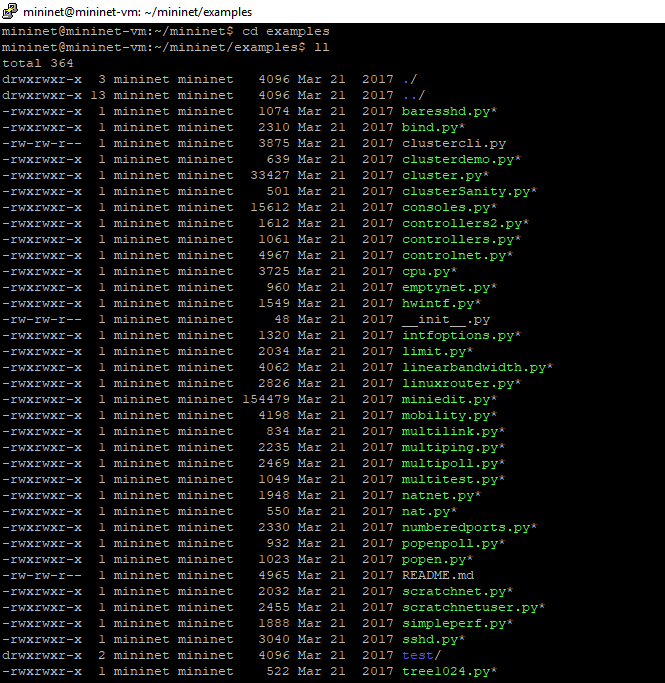 mininet@mininet-vm: ~/mininet/examples
mininet@mininet-vm:~/mininet$ cd examples
mininet@mininet-vm:~/mininet/examples$ ll
total 364
drwxrwxr-x  3 mininet mininet   4096 Mar 21  2017 ./
drwxrwxr-x 13 mininet mininet   4096 Mar 21  2017 ../
-rwxrwxr-x  1 mininet mininet   1074 Mar 21  2017 baresshd.py*
-rwxrwxr-x  1 mininet mininet   2310 Mar 21  2017 bind.py*
-rw-rw-r--  1 mininet mininet   3875 Mar 21  2017 clustercli.py
-rwxrwxr-x  1 mininet mininet    639 Mar 21  2017 clusterdemo.py*
-rwxrwxr-x  1 mininet mininet  33427 Mar 21  2017 cluster.py*
-rwxrwxr-x  1 mininet mininet    501 Mar 21  2017 clusterSanity.py*
-rwxrwxr-x  1 mininet mininet  15612 Mar 21  2017 consoles.py*
-rwxrwxr-x  1 mininet mininet   1612 Mar 21  2017 controllers2.py*
-rwxrwxr-x  1 mininet mininet   1061 Mar 21  2017 controllers.py*
-rwxrwxr-x  1 mininet mininet   4967 Mar 21  2017 controlnet.py*
-rwxrwxr-x  1 mininet mininet   3725 Mar 21  2017 cpu.py*
-rwxrwxr-x  1 mininet mininet    960 Mar 21  2017 emptynet.py*
-rwxrwxr-x  1 mininet mininet   1549 Mar 21  2017 hwintf.py*
-rw-rw-r--  1 mininet mininet     48 Mar 21  2017 __init__.py
-rwxrwxr-x  1 mininet mininet   1320 Mar 21  2017 intfoptions.py*
-rwxrwxr-x  1 mininet mininet   2034 Mar 21  2017 limit.py*
-rwxrwxr-x  1 mininet mininet   4062 Mar 21  2017 linearbandwidth.py*
-rwxrwxr-x  1 mininet mininet   2826 Mar 21  2017 linuxrouter.py*
-rwxrwxr-x  1 mininet mininet 154479 Mar 21  2017 miniedit.py*
-rwxrwxr-x  1 mininet mininet   4198 Mar 21  2017 mobility.py*
-rwxrwxr-x  1 mininet mininet    834 Mar 21  2017 multilink.py*
-rwxrwxr-x  1 mininet mininet   2235 Mar 21  2017 multiping.py*
-rwxrwxr-x  1 mininet mininet   2469 Mar 21  2017 multipoll.py*
-rwxrwxr-x  1 mininet mininet   1049 Mar 21  2017 multitest.py*
-rwxrwxr-x  1 mininet mininet   1948 Mar 21  2017 natnet.py*
-rwxrwxr-x  1 mininet mininet    550 Mar 21  2017 nat.py*
-rwxrwxr-x  1 mininet mininet   2330 Mar 21  2017 numberedports.py*
-rwxrwxr-x  1 mininet mininet    932 Mar 21  2017 popenpoll.py*
-rwxrwxr-x  1 mininet mininet   1023 Mar 21  2017 popen.py*
-rw-rw-r--  1 mininet mininet   4965 Mar 21  2017 README.md
-rwxrwxr-x  1 mininet mininet   2032 Mar 21  2017 scratchnet.py*
-rwxrwxr-x  1 mininet mininet   2455 Mar 21  2017 scratchnetuser.py*
-rwxrwxr-x  1 mininet mininet   1888 Mar 21  2017 simpleperf.py*
-rwxrwxr-x  1 mininet mininet   3040 Mar 21  2017 sshd.py*
drwxrwxr-x  2 mininet mininet   4096 Mar 21  2017 test/
-rwxrwxr-x  1 mininet mininet    522 Mar 21  2017 tree1024.py*